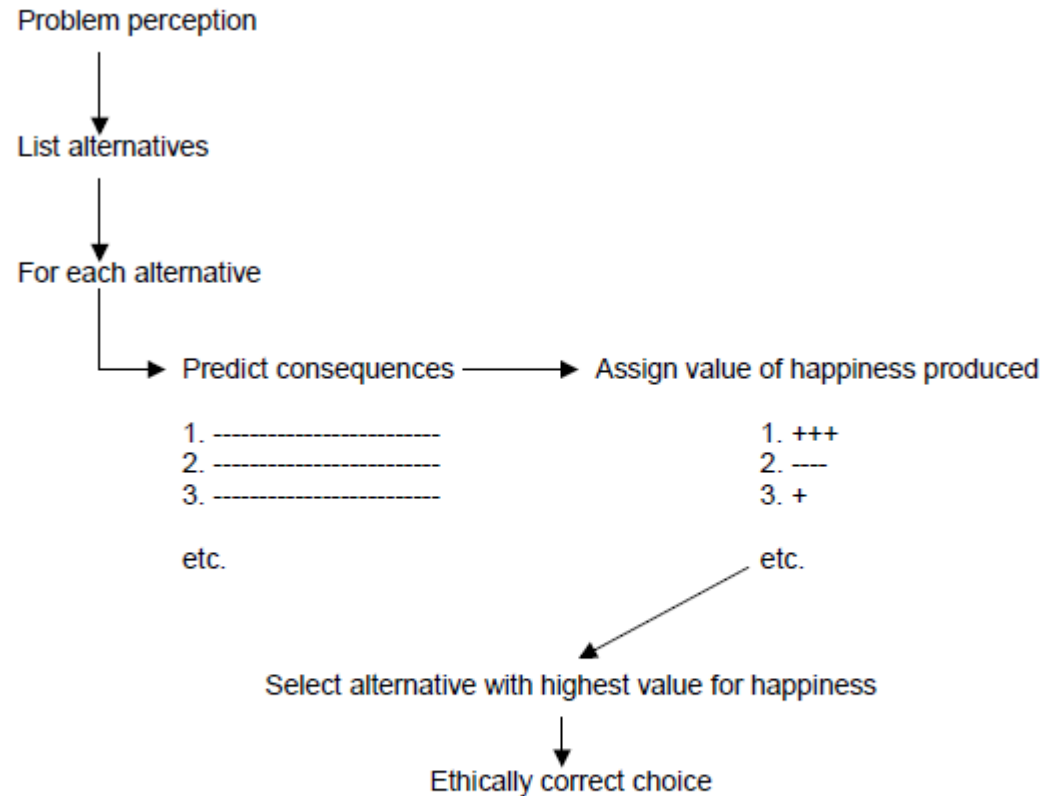 Problem perception
List alternatives
For each alternative
Predict consequences
Assign value of happiness produced
1. -------------------------
2. -------------------------
3. -------------------------
etc.
1. +++
2. ----
3. +
etc.
Select alternative with highest value for happiness
Ethically correct choice